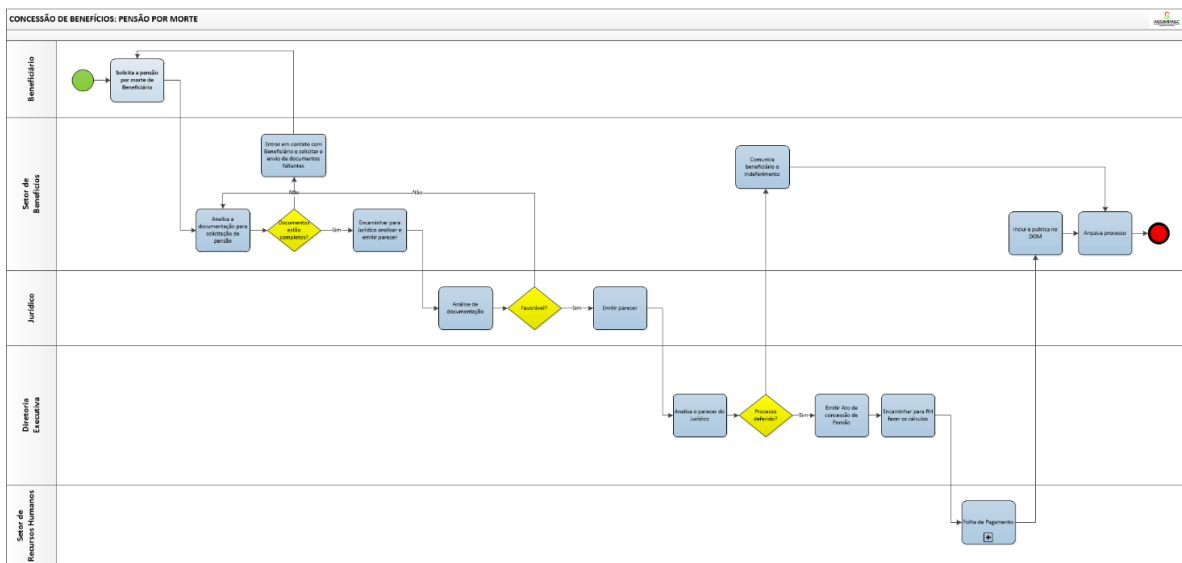 CONCESSÃO DE BENEFÍCIOS: PENSÃO POR MORTE
ASSIMPASC
Beneficiário
Solicita a pensão
por morte de
Beneficiário
Setor de
Benefícios
Entrar em contato com
Beneficiário e solicitar o
envio de documentos
faltantes
Não
Não
Analisa a
documentação para
solicitação de
pensão
Documentos
estão
completos?
Sim
Encaminhar para
Jurídico analisar e
emitir parecer
Comunica
beneficiário o
indeferimento
Inclui e publica no
DOM
Arquiva processo
Jurídico
Análise de
documentação
Favorável?
Sim
Emitir parecer
Diretoria
Executiva
Analisa o parecer do
Jurídico
Processo
deferido?
Sim
Emitir Ato de
concessão de
Pensão
Encaminhar para RH
fazer os cálculos
Setor de
Recursos Humanos
Folha de Pagamento